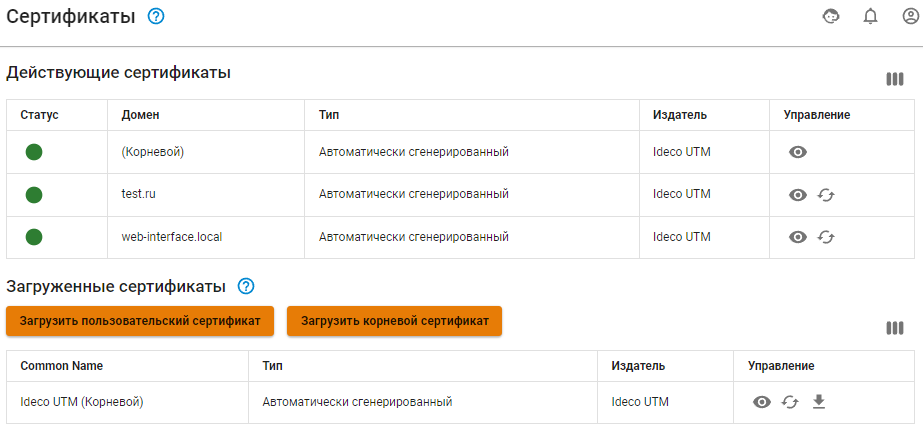 Сертификаты ?
Действующие сертификаты
Статус Домен Тип Издатель Управление
(Корневой) Автоматически сгенерированный Ideco UTM
test.ru Автоматически сгенерированный Ideco UTM
web-interface.local Автоматически сгенерированный Ideco UTM
Загруженные сертификаты ?
Загрузить пользовательский сертификат Загрузить корневой сертификат
Common Name Тип Издатель Управление
Ideco UTM (Корневой) Автоматически сгенерированный Ideco UTM